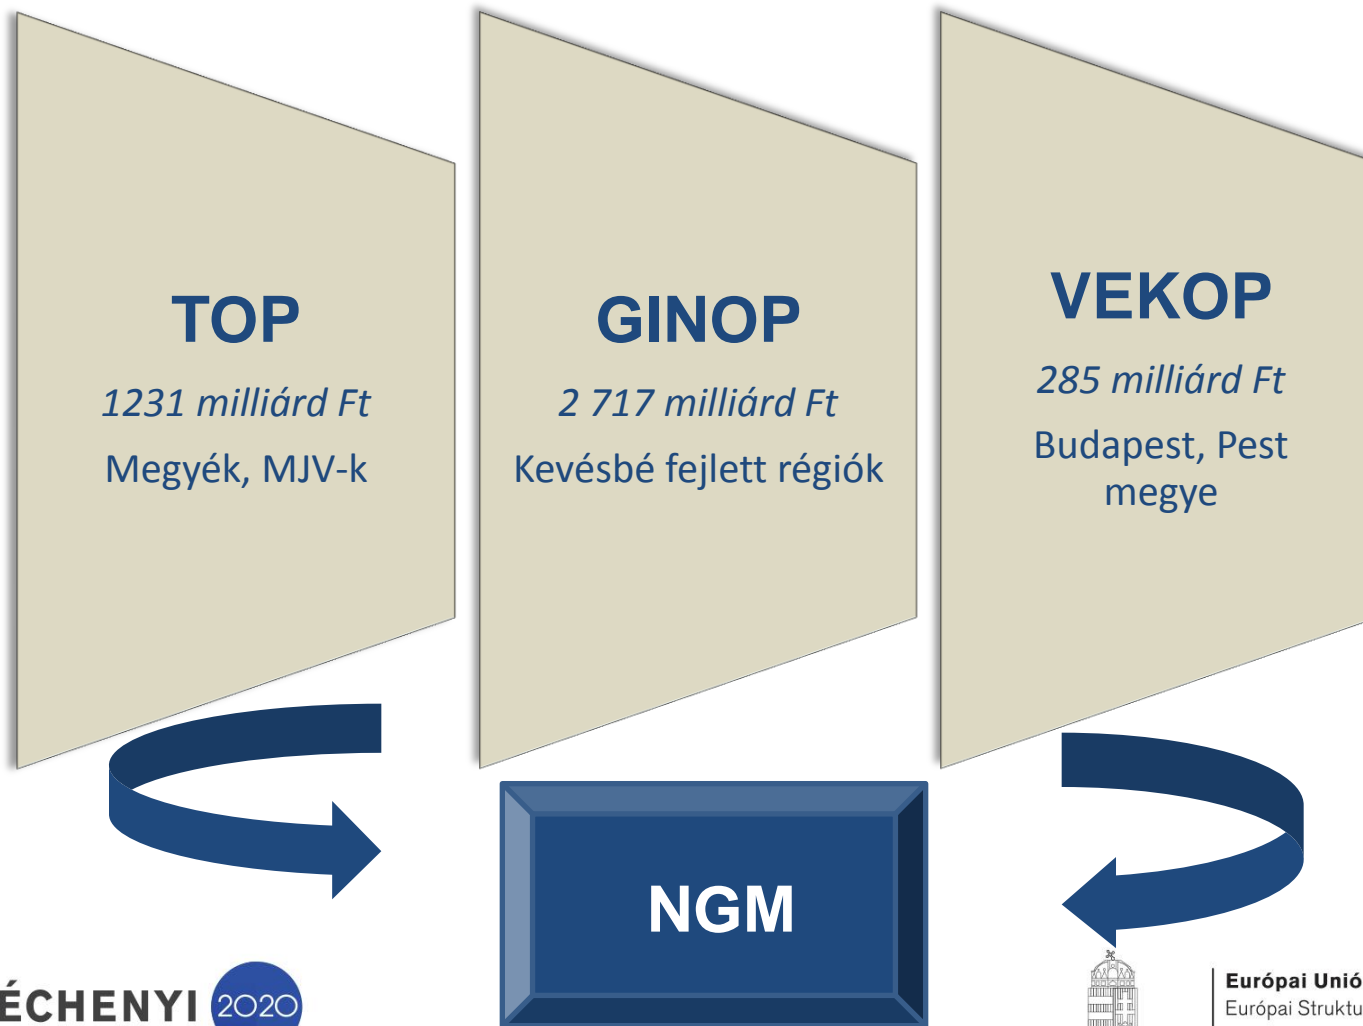 TOP
1231 milliárd Ft
Megyék, MJV-k
GINOP
2 717 milliárd Ft
Kevésbé fejlett régiók
VEKOP
285 milliárd Ft
Budapest, Pest
megye
NGM
ÉCHENYI 2020
Európai Unió
Európai Struktu